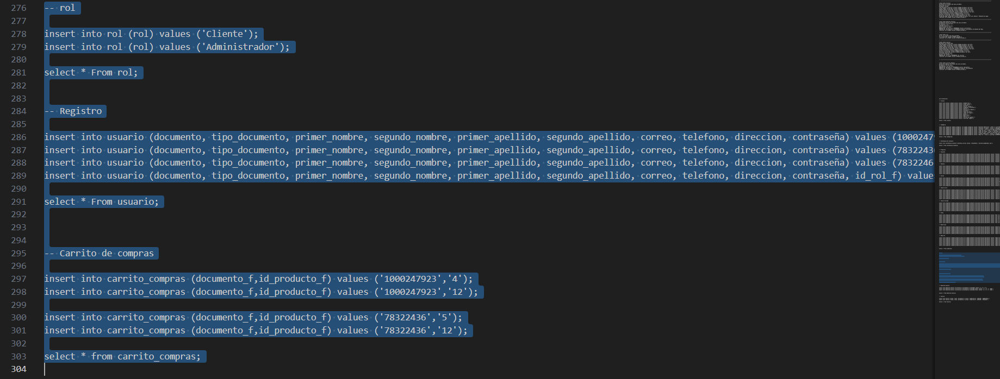 276 -- rol
277
278 insert into rol (rol) values ('Cliente');
279 insert into rol (rol) values ('Administrador');
280
281 select * From rol;
282
283
284 -- Registro
285
286 insert into usuario (documento, tipo_documento, primer_nombre, segundo_nombre, primer_apellido, segundo_apellido, correo, telefono, direccion, contraseña) values (10002479
287 insert into usuario (documento, tipo_documento, primer_nombre, segundo_nombre, primer_apellido, segundo_apellido, correo, telefono, direccion, contraseña) values (7832243
288 insert into usuario (documento, tipo_documento, primer_nombre, segundo_nombre, primer_apellido, segundo_apellido, correo, telefono, direccion, contraseña) values (7832246
289 insert into usuario (documento, tipo_documento, primer_nombre, segundo_nombre, primer_apellido, segundo_apellido, correo, telefono, direccion, contraseña, id_rol_f) value
290
291 select * From usuario;
292
293
294
295 -- Carrito de compras
296
297 insert into carrito_compras (documento_f,id_producto_f) values ('1000247923','4');
298 insert into carrito_compras (documento_f,id_producto_f) values ('1000247923','12');
299
300 insert into carrito_compras (documento_f,id_producto_f) values ('78322436','5');
301 insert into carrito_compras (documento_f,id_producto_f) values ('78322436','12');
302
303 select * from carrito_compras;
304